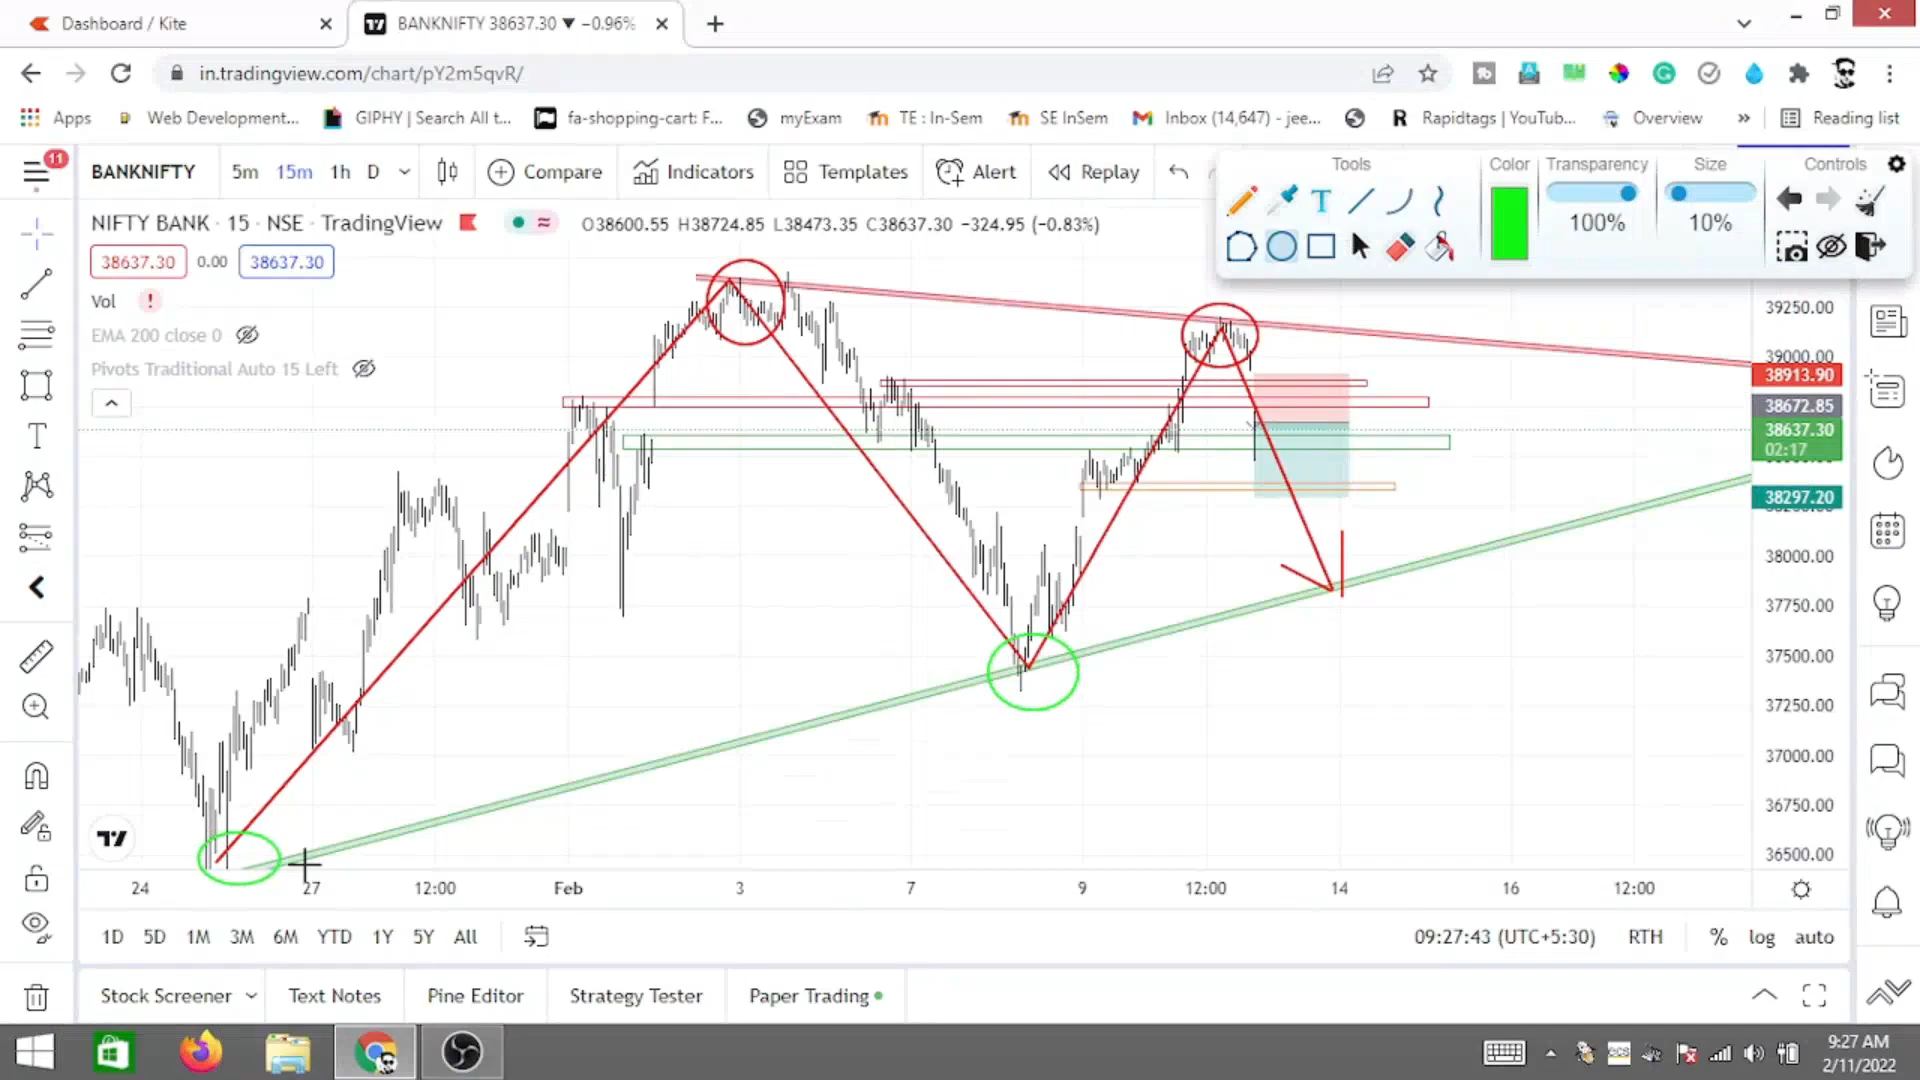 Dashboard / Kite
BANKNIFTY 38637.30 ▼ −0.96%
in.tradingview.com/chart/pY2m5qvR/
Apps
Web Development...
GIPHY | Search All t...
fa-shopping-cart: F...
myExam
TE : In-Sem
SE InSem
Inbox (14,647) - jee...
Rapidtags | YouTub...
Overview
»
Reading list
11
BANKNIFTY
5m 15m 1h D
Compare
Indicators
Templates
Alert
Replay
Tools
Color
Transparency
Size
Controls
100%
10%
NIFTY BANK · 15 · NSE · TradingView
O38600.55 H38724.85 L38473.35 C38637.30 −324.95 (−0.83%)
38637.30 0.00 38637.30
Vol
EMA 200 close 0
Pivots Traditional Auto 15 Left
39250.00
39000.00
38913.90
38672.85
38637.30
02:17
38297.20
38000.00
37750.00
37500.00
37250.00
37000.00
36750.00
36500.00
24 27 12:00 Feb 3 7 9 12:00 14 16 12:00
1D 5D 1M 3M 6M YTD 1Y 5Y All
09:27:43 (UTC+5:30) RTH % log auto
Stock Screener
Text Notes
Pine Editor
Strategy Tester
Paper Trading
9:27 AM
2/11/2022